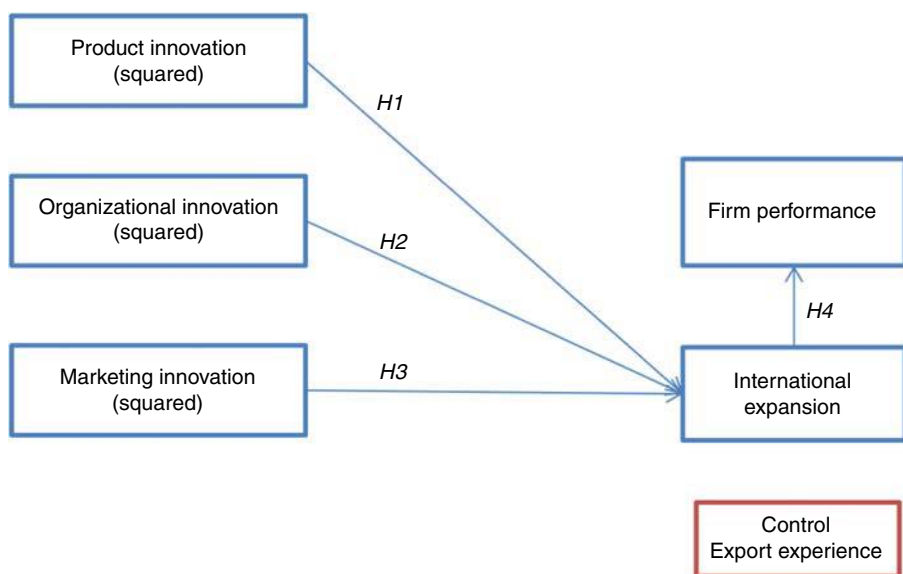 Product innovation
(squared)
H1
Organizational innovation
(squared)
H2
Firm performance
H4
Marketing innovation
(squared)
H3
International
expansion
Control
Export experience